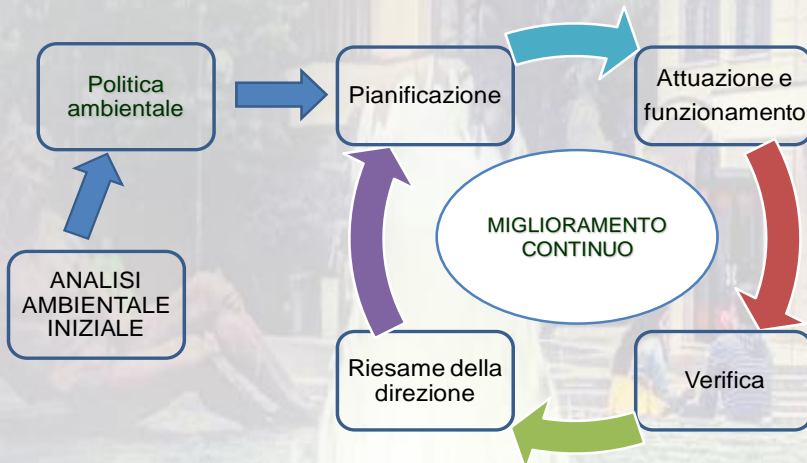 Politica
ambientale
Pianificazione
Attuazione e
funzionamento
MIGLIORAMENTO
CONTINUO
ANALISI
AMBIENTALE
INIZIALE
Riesame della
direzione
Verifica